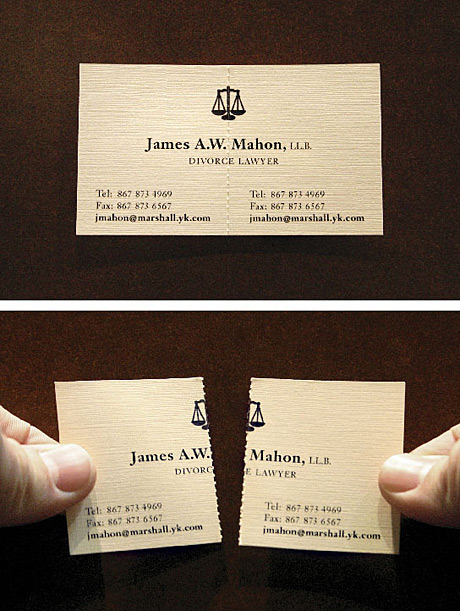 James A.W. Mahon, LL.B.
DIVORCE LAWYER
Tel: 867 873 4969
Fax: 867 873 6567
jmahon@marshall.yk.com
Tel: 867 873 4969
Fax: 867 873 6567
jmahon@marshall.yk.com
James A.W.
DIVORC
Tel: 867 873 4969
Fax: 867 873 6567
jmahon@marshall.yk.com
Mahon, LL.B.
E LAWYER
Tel: 867 873 4969
Fax: 867 873 6567
jmahon@marshall.yk.com